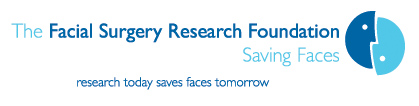 The Facial Surgery Research Foundation
Saving Faces
research today saves faces tomorrow